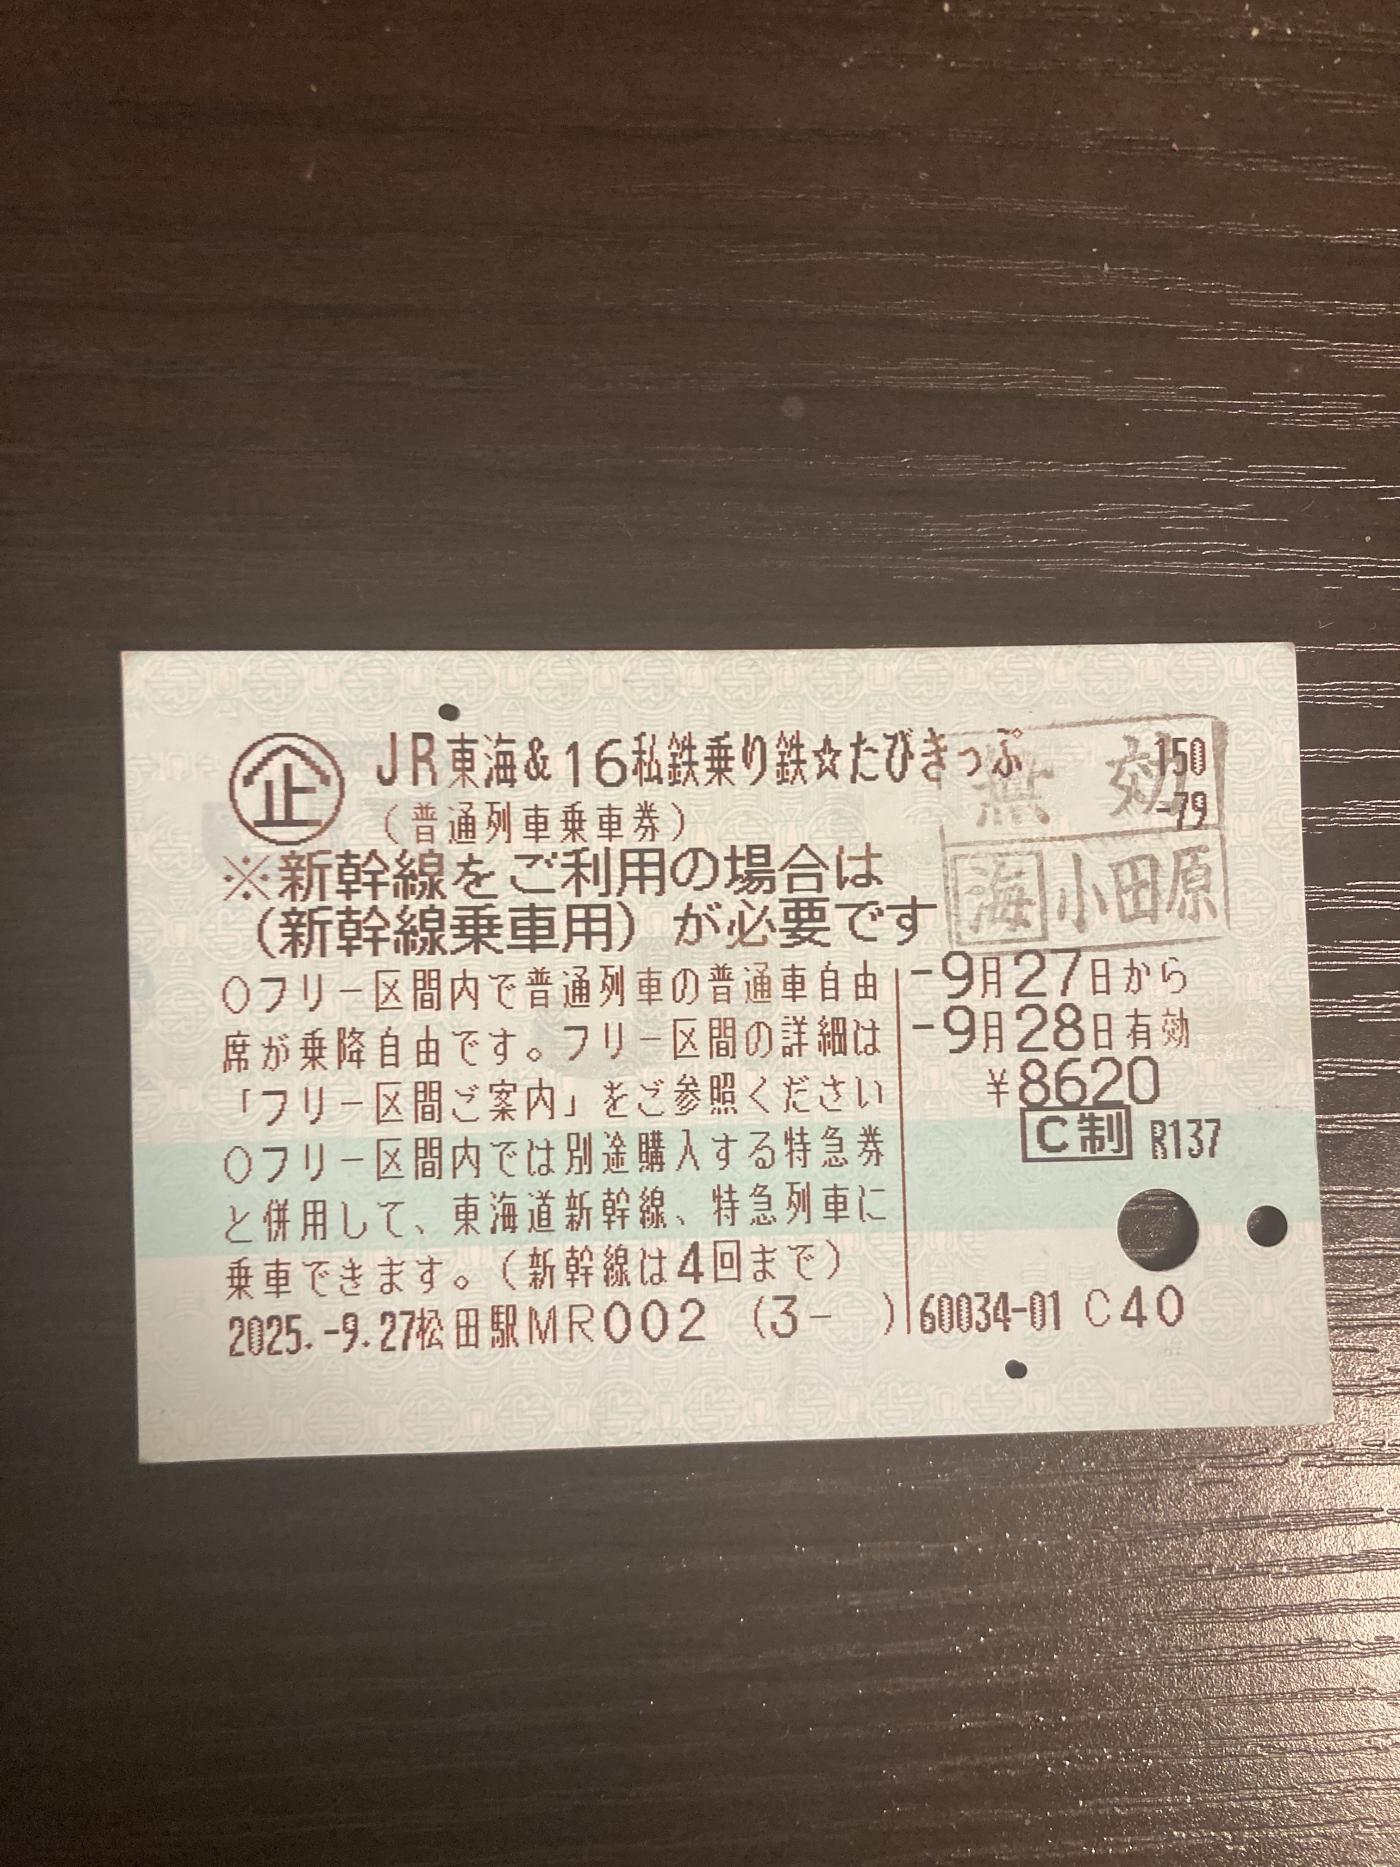 企 JR東海&16私鉄乗り鉄☆たびきっぷ 150
(普通列車乗車券) -79
無効
海 小田原
※新幹線をご利用の場合は
(新幹線乗車用)が必要です
○フリー区間内で普通列車の普通車自由
席が乗降自由です。フリー区間の詳細は
「フリー区間ご案内」をご参照ください
○フリー区間内では別途購入する特急券
と併用して、東海道新幹線、特急列車に
乗車できます。(新幹線は4回まで)
-9月27日から
-9月28日有効
¥8620
C制 R137
2025.-9.27松田駅MR002 (3- ) 60034-01 C40